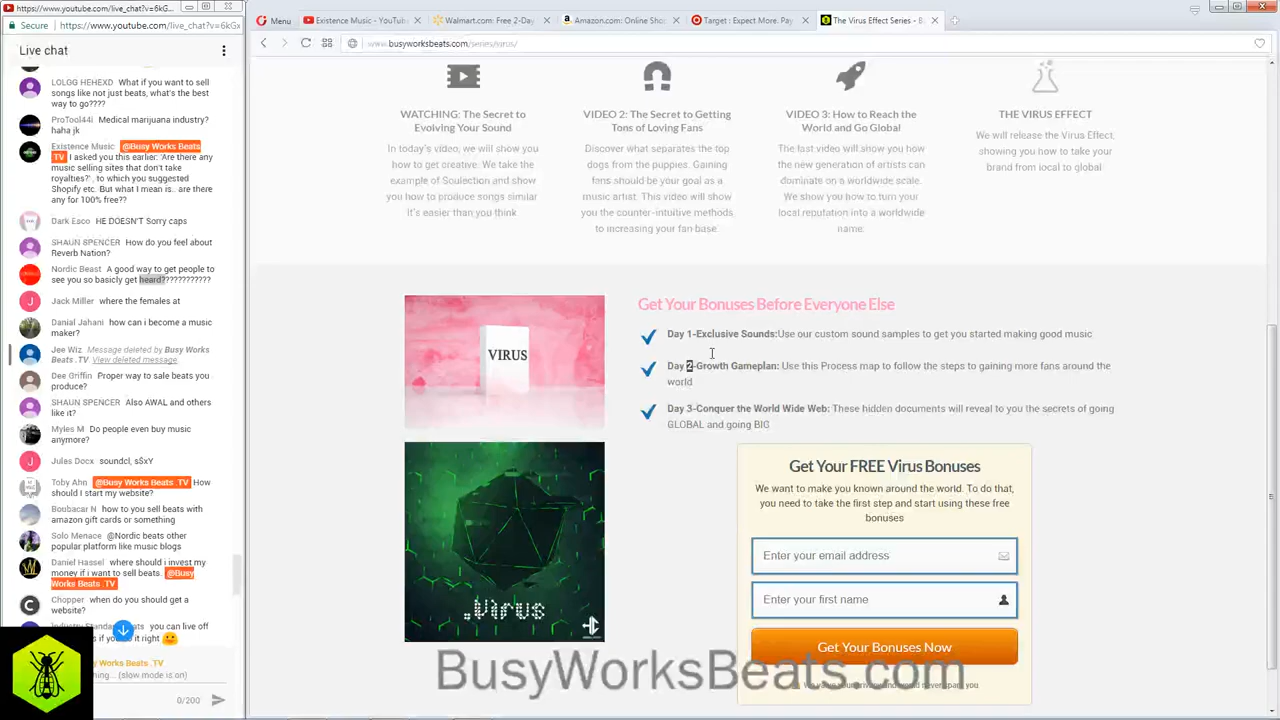 https://www.youtube.com/live_chat?v=6kG
Secure
https://www.youtube.com/live_chat?v=6kGx
Live chat
LOLGG HEHEXD What if you want to sell
songs like not just beats, what's the best
way to go????
ProTool44i Medical marijuana industry?
haha jk
Existence Music @Busy Works Beats
.TV I asked you this earlier: 'Are there any
music selling sites that don't take
royalties?', to which you suggested
Shopify etc. But what I mean is.. are there
any for 100% free??
Dark Eaco HE DOESN'T Sorry caps
SHAUN SPENCER How do you feel about
Reverb Nation?
Nordic Beast A good way to get people to
see you so basicly get heard????????????
Jack Miller where the females at
Danial Jahani how can i become a music
maker?
Jee Wiz Message deleted by Busy Works
Beats .TV View deleted message
Dee Griffin Proper way to sale beats you
produce?
SHAUN SPENCER Also AWAL and others
like it?
Myles M Do people even buy music
anymore?
Jules Docx soundcl, s$xY
Toby Ahn @Busy Works Beats .TV How
should I start my website?
Boubacar N how to you sell beats with
amazon gift cards or something
Solo Menace @Nordic beats other
popular platform like music blogs
Daniel Hassel where should i invest my
money if i want to sell beats. @Busy
Works Beats .TV
Chopper when do you should get a
website?
you can live off
if you it right
Beats .TV
(slow mode is on)
0/200
Menu
Existence Music - YouTub
Walmart.com: Free 2-Day
Amazon.com: Online Sho
Target : Expect More. Pay
The Virus Effect Series - B
www.busyworksbeats.com/series/virus/
WATCHING: The Secret to
Evolving Your Sound
In today's video, we will show you
how to get creative. We take the
example of Soulection and show
you how to produce songs similar
It's easier than you think
VIDEO 2: The Secret to Getting
Tons of Loving Fans
Discover what separates the top
dogs from the puppies. Gaining
fans should be your goal as a
music artist. This video will show
you the counter-intuitive methods
to increasing your fan base.
VIDEO 3: How to Reach the
World and Go Global
The last video will show you how
the new generation of artists can
dominate on a worldwide scale.
We show you how to turn your
local reputation into a worldwide
name.
THE VIRUS EFFECT
We will release the Virus Effect,
showing you how to take your
brand from local to global
Get Your Bonuses Before Everyone Else
Day 1-Exclusive Sounds:Use our custom sound samples to get you started making good music
Day 2-Growth Gameplan: Use this Process map to follow the steps to gaining more fans around the
world
Day 3-Conquer the World Wide Web: These hidden documents will reveal to you the secrets of going
GLOBAL and going BIG
VIRUS
.Virus
Get Your FREE Virus Bonuses
We want to make you known around the world. To do that,
you need to take the first step and start using these free
bonuses
Enter your email address
Enter your first name
Get Your Bonuses Now
BusyWorksBeats.com